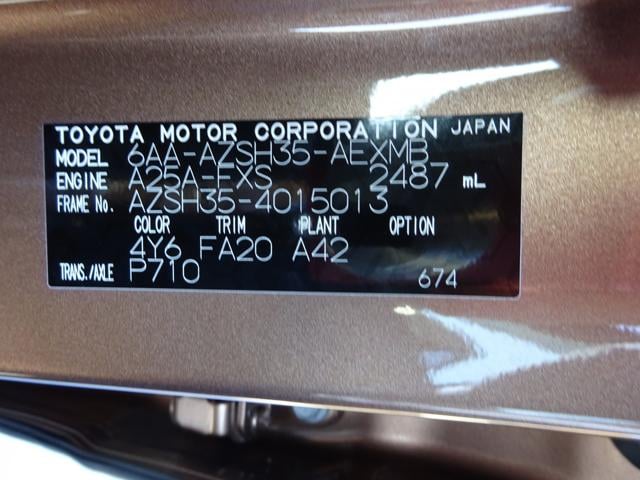 TOYOTA MOTOR CORPORATION JAPAN
MODEL 6AA-AZSH35-AEXMB
ENGINE A25A-FXS 2487 mL
FRAME No. AZSH35-4015013
COLOR TRIM PLANT OPTION
4Y6 FA20 A42
TRANS./AXLE P710 674